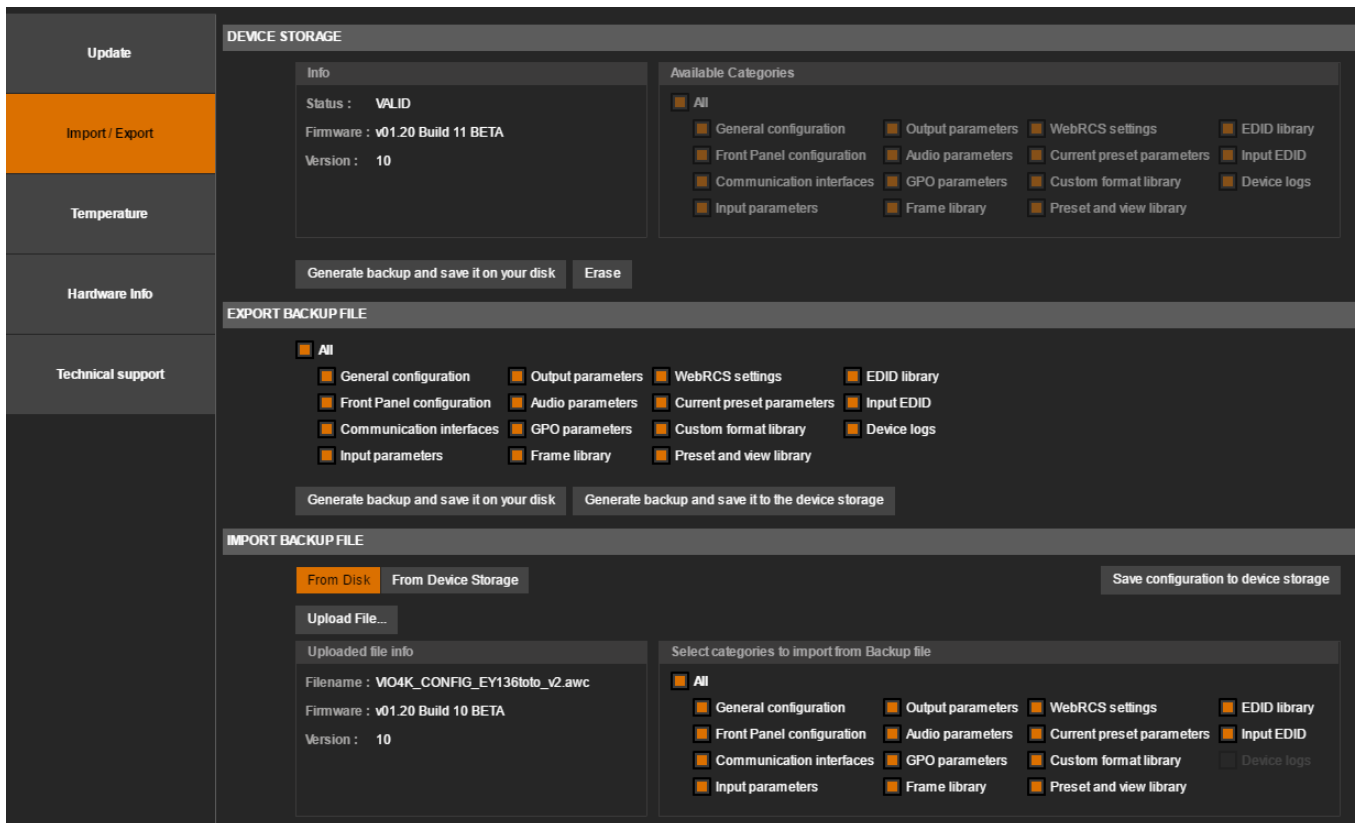 Update
Import / Export
Temperature
Hardware Info
Technical support
DEVICE STORAGE
Info
Status : VALID
Firmware : v01.20 Build 11 BETA
Version : 10
Available Categories
All
General configuration Output parameters WebRCS settings EDID library
Front Panel configuration Audio parameters Current preset parameters Input EDID
Communication interfaces GPO parameters Custom format library Device logs
Input parameters Frame library Preset and view library
Generate backup and save it on your disk Erase
EXPORT BACKUP FILE
All
General configuration Output parameters WebRCS settings EDID library
Front Panel configuration Audio parameters Current preset parameters Input EDID
Communication interfaces GPO parameters Custom format library Device logs
Input parameters Frame library Preset and view library
Generate backup and save it on your disk Generate backup and save it to the device storage
IMPORT BACKUP FILE
From Disk From Device Storage Save configuration to device storage
Upload File...
Uploaded file info
Filename : VIO4K_CONFIG_EY136toto_v2.awc
Firmware : v01.20 Build 10 BETA
Version : 10
Select categories to import from Backup file
All
General configuration Output parameters WebRCS settings EDID library
Front Panel configuration Audio parameters Current preset parameters Input EDID
Communication interfaces GPO parameters Custom format library Device logs
Input parameters Frame library Preset and view library